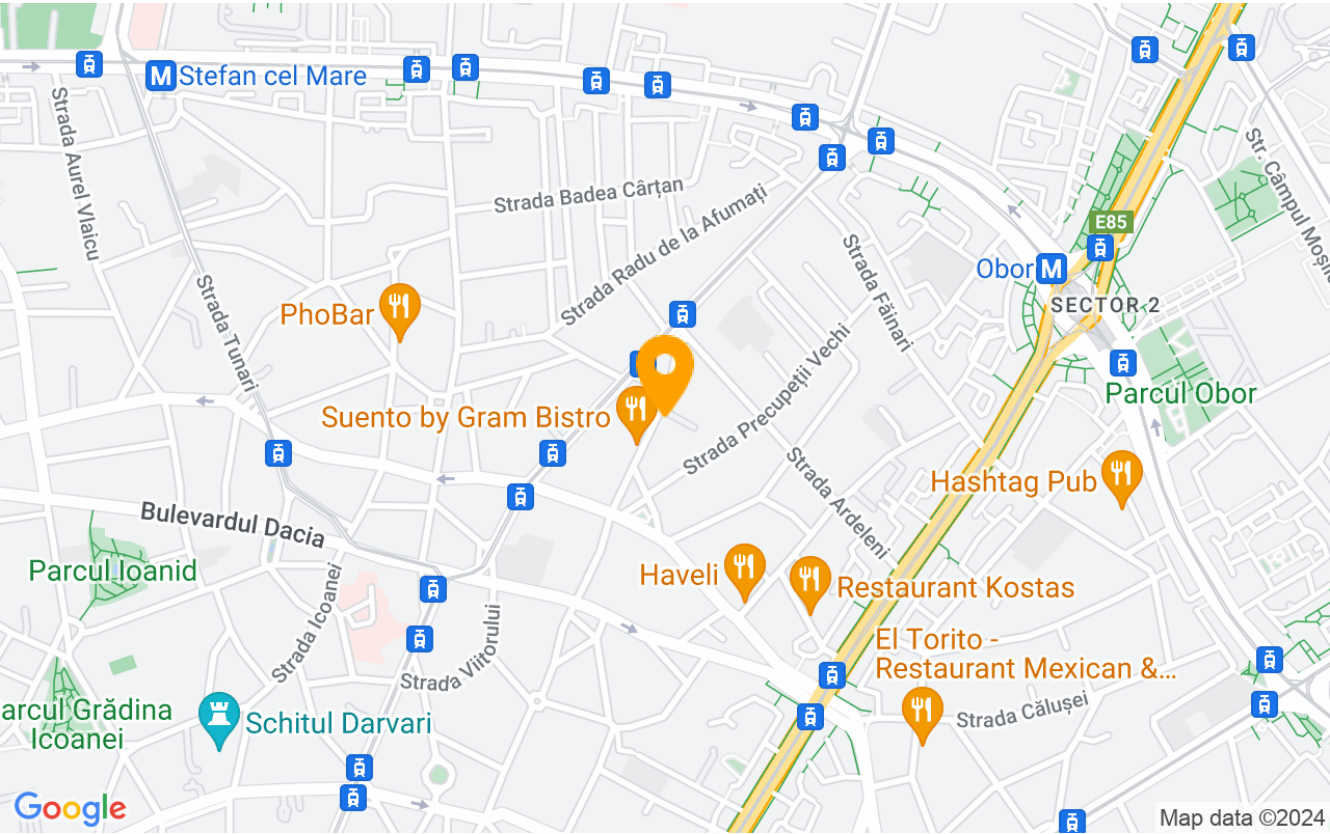 M Stefan cel Mare
Strada Aurel Vlaicu
Strada Badea Cârțan
Strada Radu de la Afumați
E85
Str. Câmpul Moșilor
Obor M
SECTOR 2
Strada Făinari
Strada Tunari
PhoBar
Strada Precupeții Vechi
Parcul Obor
Suento by Gram Bistro
Strada Ardeleni
Hashtag Pub
Bulevardul Dacia
Parcul Ioanid
Haveli
Restaurant Kostas
Strada Icoanei
Strada Viitorului
El Torito -
Restaurant Mexican &...
arcul Grădina
Icoanei
Schitul Darvari
Strada Călușei
Google
Map data ©2024